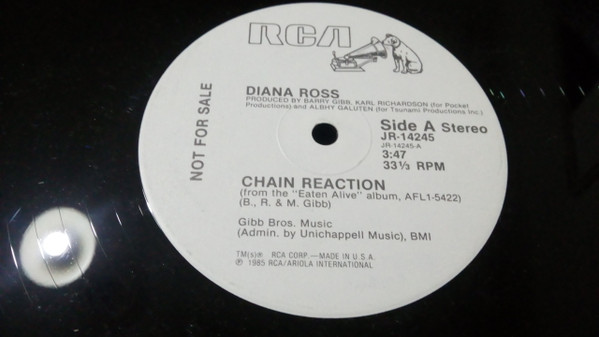 RCA
DIANA ROSS
PRODUCED BY BARRY GIBB, KARL RICHARDSON (for Pocket
Productions) and ALBHY GALUTEN (for Tsunami Productions Inc.)
NOT FOR SALE
Side A Stereo
JR-14245
JR-14245-A
3:47
33⅓ RPM
CHAIN REACTION
(from the "Eaten Alive" album, AFL1-5422)
(B., R. & M. Gibb)
Gibb Bros. Music
(Admin. by Unichappell Music), BMI
TM(s)® RCA CORP.—MADE IN U.S.A.
℗ 1985 RCA/ARIOLA INTERNATIONAL